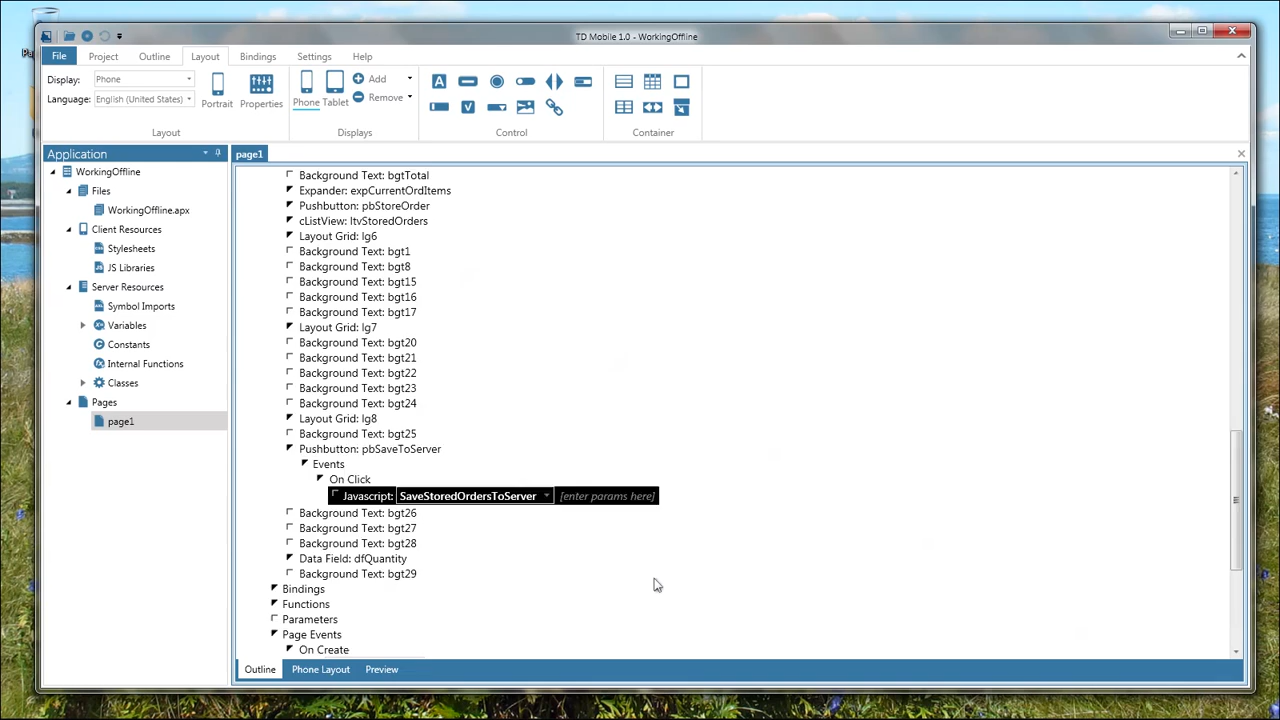 TD Mobile 1.0 - WorkingOffline
File
Project
Outline
Layout
Bindings
Settings
Help
Display:
Phone
Language:
English (United States)
Portrait
Properties
Phone
Tablet
Add
Remove
Layout
Displays
Control
Container
Application
WorkingOffline
Files
WorkingOffline.apx
Client Resources
Stylesheets
JS Libraries
Server Resources
Symbol Imports
Variables
Constants
Internal Functions
Classes
Pages
page1
page1
Background Text: bgtTotal
Expander: expCurrentOrdItems
Pushbutton: pbStoreOrder
cListView: ltvStoredOrders
Layout Grid: lg6
Background Text: bgt1
Background Text: bgt8
Background Text: bgt15
Background Text: bgt16
Background Text: bgt17
Layout Grid: lg7
Background Text: bgt20
Background Text: bgt21
Background Text: bgt22
Background Text: bgt23
Background Text: bgt24
Layout Grid: lg8
Background Text: bgt25
Pushbutton: pbSaveToServer
Events
On Click
Javascript: SaveStoredOrdersToServer [enter params here]
Background Text: bgt26
Background Text: bgt27
Background Text: bgt28
Data Field: dfQuantity
Background Text: bgt29
Bindings
Functions
Parameters
Page Events
On Create
Outline
Phone Layout
Preview